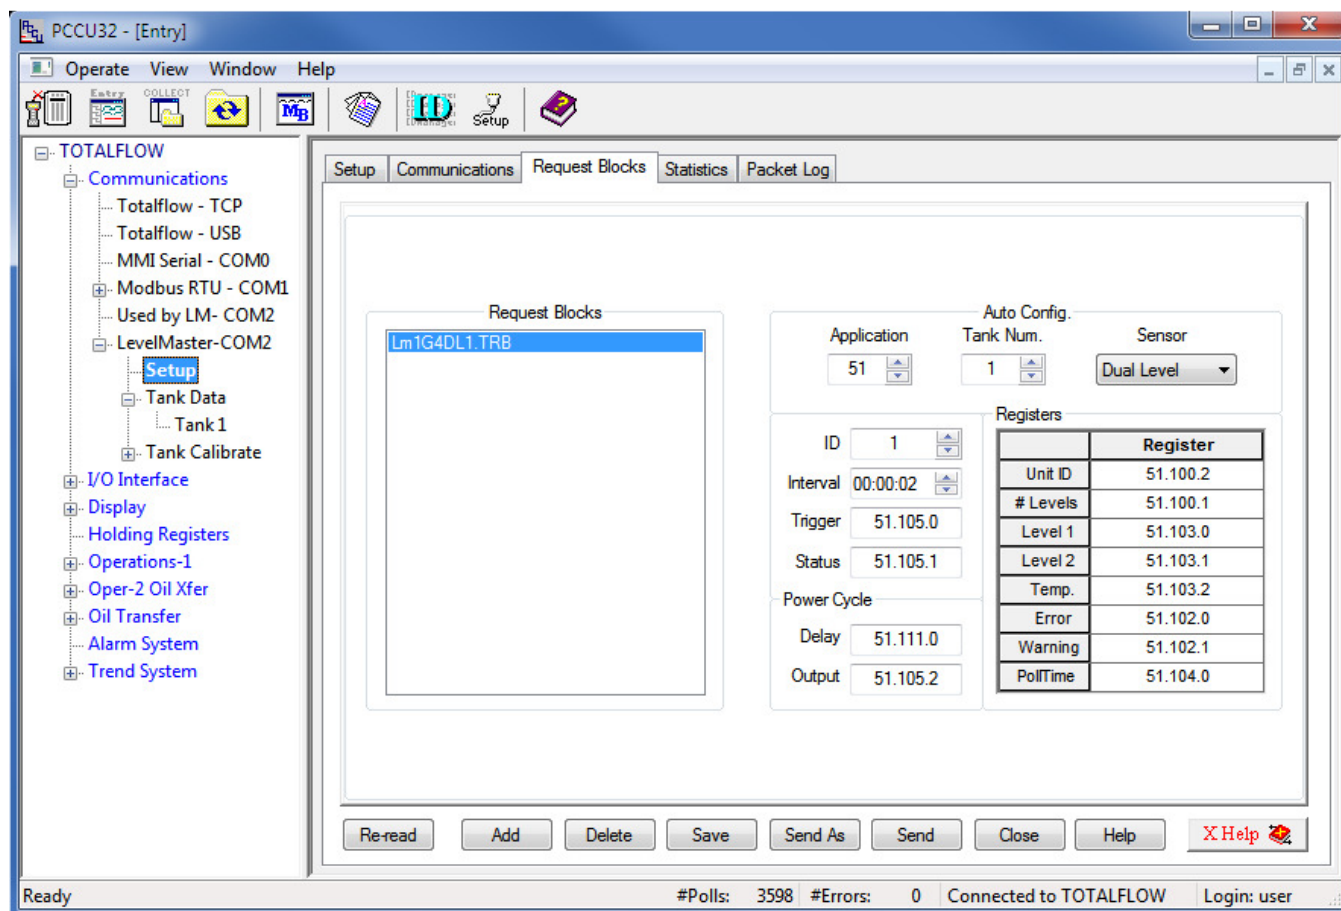 PCCU32 - [Entry]
Operate View Window Help
Entry COLLECT MB ID Setup
TOTALFLOW
Communications
Totalflow - TCP
Totalflow - USB
MMI Serial - COM0
Modbus RTU - COM1
Used by LM- COM2
LevelMaster-COM2
Setup
Tank Data
Tank 1
Tank Calibrate
I/O Interface
Display
Holding Registers
Operations-1
Oper-2 Oil Xfer
Oil Transfer
Alarm System
Trend System
Setup Communications Request Blocks Statistics Packet Log
Request Blocks
Lm1G4DL1.TRB
Auto Config.
Application Tank Num. Sensor
51 1 Dual Level
ID 1
Interval 00:00:02
Trigger 51.105.0
Status 51.105.1
Power Cycle
Delay 51.111.0
Output 51.105.2
Registers
Register
Unit ID 51.100.2
# Levels 51.100.1
Level 1 51.103.0
Level 2 51.103.1
Temp. 51.103.2
Error 51.102.0
Warning 51.102.1
PollTime 51.104.0
Re-read Add Delete Save Send As Send Close Help X Help
Ready #Polls: 3598 #Errors: 0 Connected to TOTALFLOW Login: user